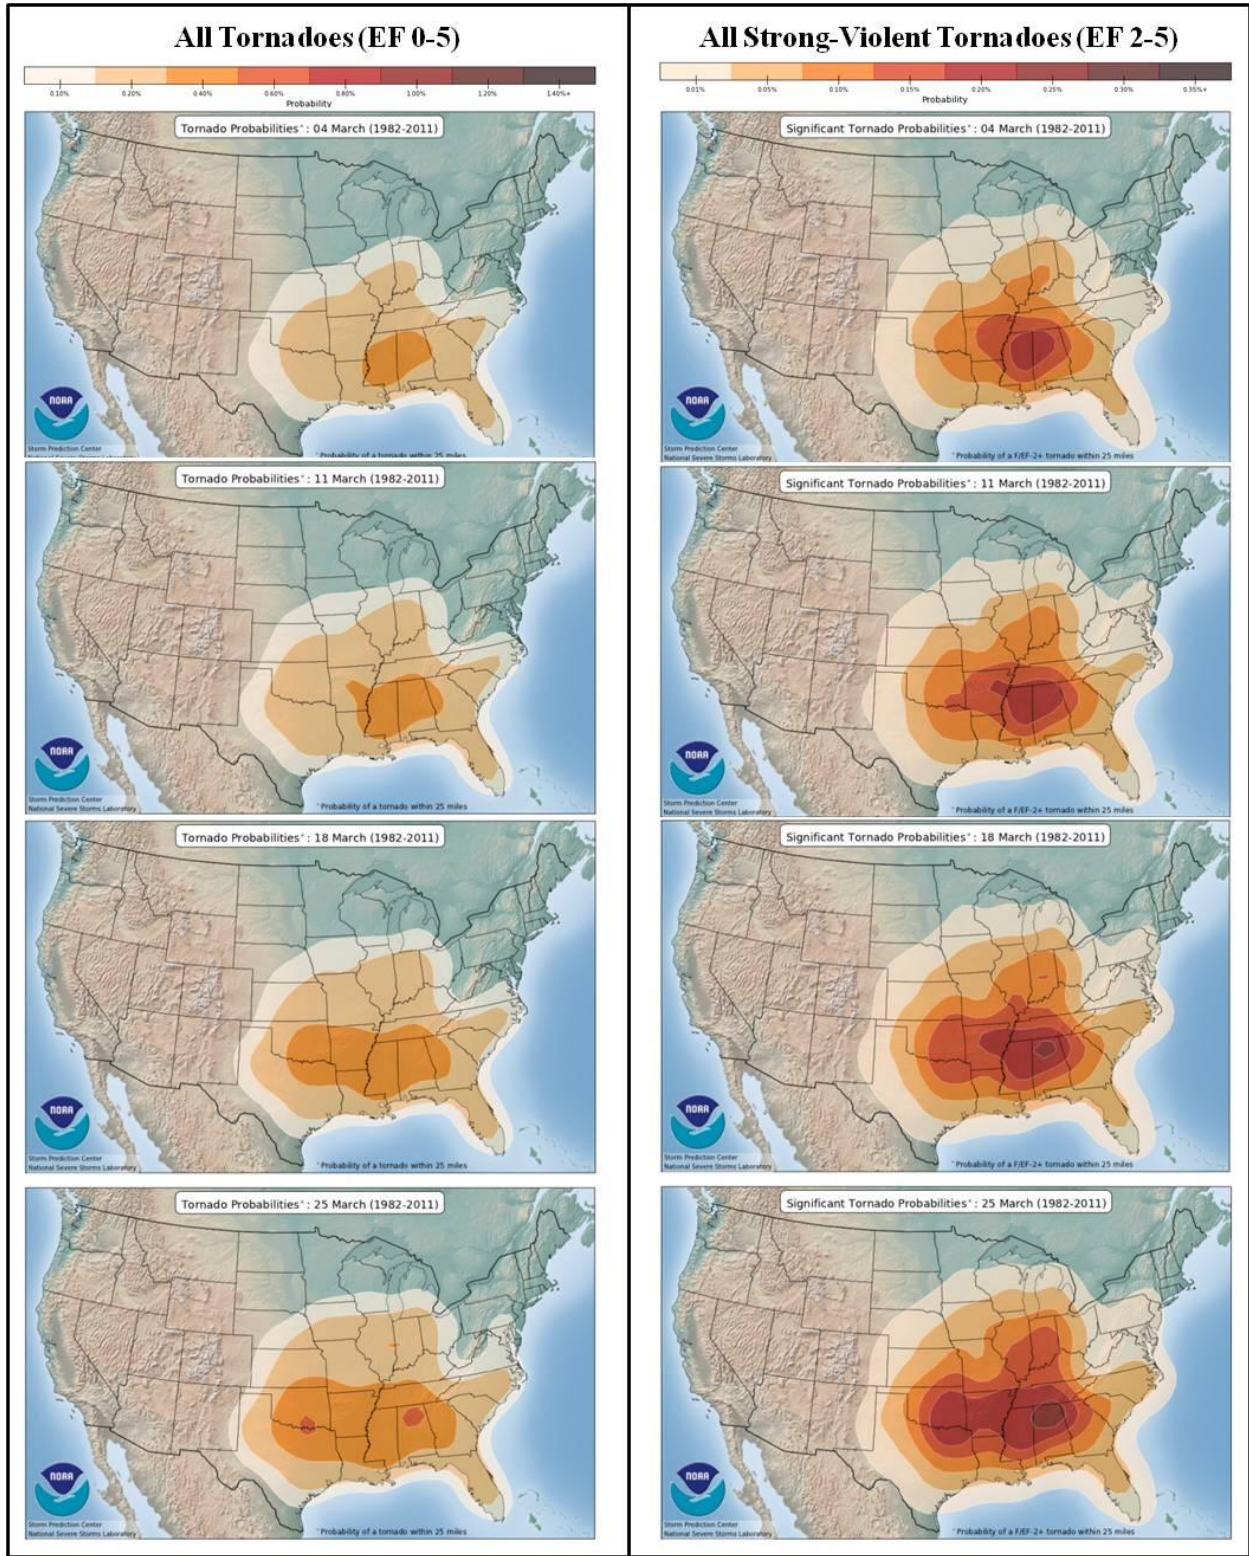 All Tornadoes (EF 0-5)
0.10% 0.20% 0.40% 0.60% 0.80% 1.00% 1.20% 1.40%+
Probability
Tornado Probabilities*: 04 March (1982-2011)
NOAA
Storm Prediction Center
National Severe Storms Laboratory
*Probability of a tornado within 25 miles
Tornado Probabilities*: 11 March (1982-2011)
NOAA
Storm Prediction Center
National Severe Storms Laboratory
*Probability of a tornado within 25 miles
Tornado Probabilities*: 18 March (1982-2011)
NOAA
Storm Prediction Center
National Severe Storms Laboratory
*Probability of a tornado within 25 miles
Tornado Probabilities*: 25 March (1982-2011)
NOAA
Storm Prediction Center
National Severe Storms Laboratory
*Probability of a tornado within 25 miles
All Strong-Violent Tornadoes (EF 2-5)
0.01% 0.05% 0.10% 0.15% 0.20% 0.25% 0.30% 0.35%+
Probability
Significant Tornado Probabilities*: 04 March (1982-2011)
NOAA
Storm Prediction Center
National Severe Storms Laboratory
*Probability of a F/EF-2+ tornado within 25 miles
Significant Tornado Probabilities*: 11 March (1982-2011)
NOAA
Storm Prediction Center
National Severe Storms Laboratory
*Probability of a F/EF-2+ tornado within 25 miles
Significant Tornado Probabilities*: 18 March (1982-2011)
NOAA
Storm Prediction Center
National Severe Storms Laboratory
*Probability of a F/EF-2+ tornado within 25 miles
Significant Tornado Probabilities*: 25 March (1982-2011)
NOAA
Storm Prediction Center
National Severe Storms Laboratory
*Probability of a F/EF-2+ tornado within 25 miles